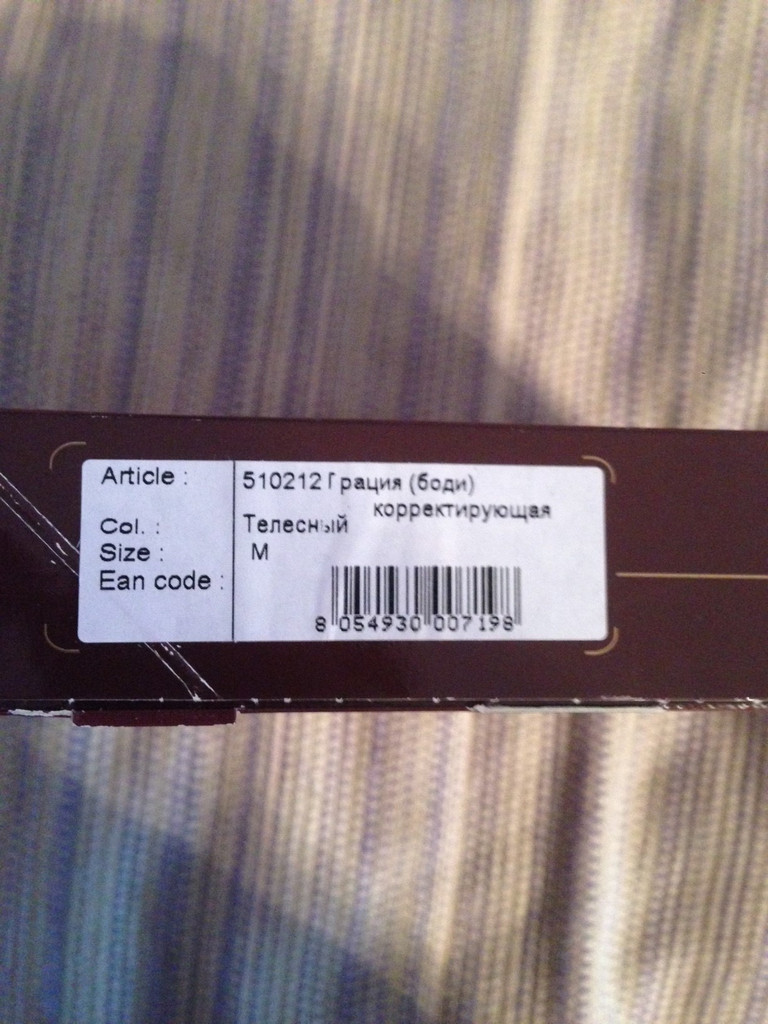 Article : 510212 Грация (боди)
корректирующая
Col. : Телесный
Size : M
Ean code :
8 054930 007198